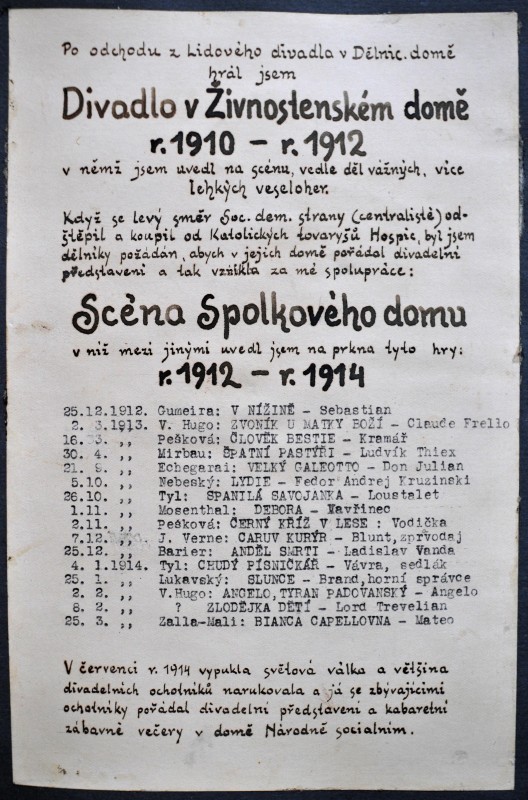 Po odchodu z Lidového divadla v Dělnic. domě
hrál jsem
Divadlo v Živnostenském domě
r. 1910 – r. 1912
v němž jsem uvedl na scénu, vedle děl vážných, více
lehkých veseloher.
Když se levý směr Soc. dem. strany (centralisté) od-
štěpil a koupil od Katolických tovaryšů Hospic, byl jsem
dělníky požádán, abych v jejich domě pořádal divadelní
představení a tak vznikla za mé spolupráce:
Scéna Spolkového domu
v níž mezi jinými uvedl jsem na prkna tyto hry:
r. 1912 – r. 1914
25.12.1912. Gumeira: V NÍŽINĚ – Sebastian
2. 3.1913. V. Hugo: ZVONÍK U MATKY BOŽÍ – Claude Frello
16. 3. ,, Pešková: ČLOVĚK BESTIE – Kramář
30. 4. ,, Mirbau: ŠPATNÍ PASTÝŘI – Ludvík Thiex
21. 9. ,, Echegarai: VELKÝ GALEOTTO – Don Julian
5.10. ,, Nebeský: LYDIE – Fedor Andrej Kruzinski
26.10. ,, Tyl: SPANILÁ SAVOJANKA – Loustalet
1.11. ,, Mosenthal: DEBORA – Vavřinec
2.11. ,, Pešková: ČERNÝ KŘÍŽ V LESE : Vodička
7.12. J. Verne: CARUV KURÝR – Blunt, zprvodaj
25.12. ,, Barier: ANDĚL SMRTI – Ladislav Vanda
4. 1.1914. Tyl: CHUDÝ PÍSNIČKÁŘ – Vávra, sedlák
25. 1. ,, Lukavský: SLUNCE – Brand, horní správce
2. 2. ,, V.Hugo: ANGELO, TYRAN PADOVANSKÝ – Angelo
8. 2. ,, ? ZLODĚJKA DĚTÍ – Lord Trevelian
25. 3. ,, Zalla-Mali: BIANCA CAPELLOVNA – Mateo
V červenci r. 1914 vypukla světová válka a většina
divadelních ochotníků narukovala a já se zbývajícími
ochotníky pořádal divadelní představení a kabaretní
zábavné večery v domě Národně socialním.